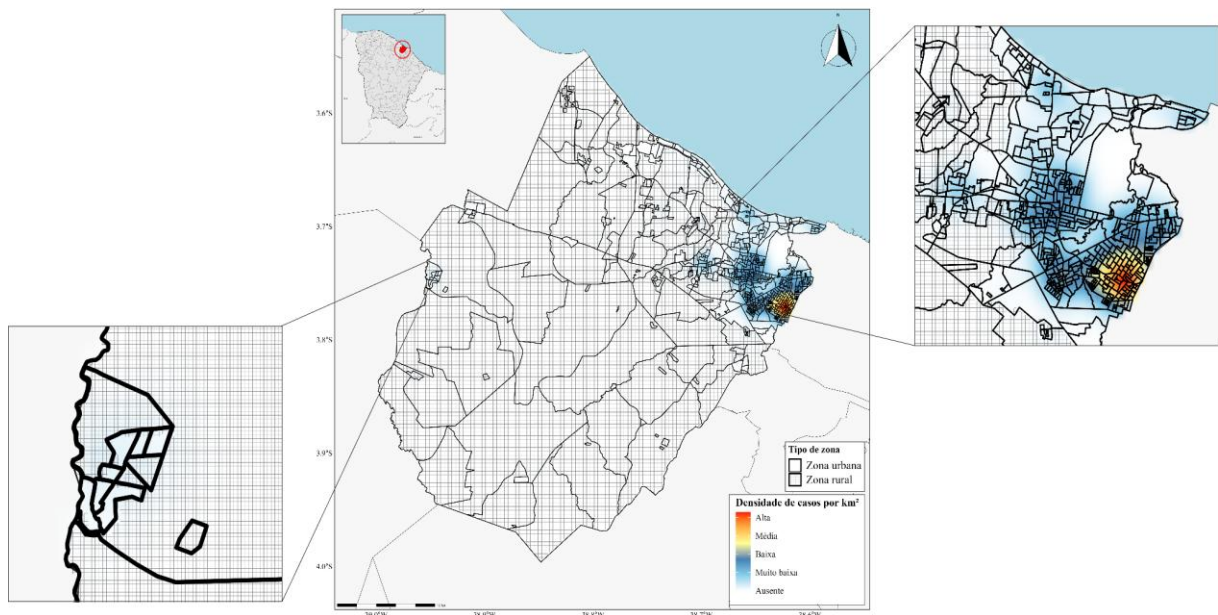 3.6°S
3.7°S
3.8°S
3.9°S
4.0°S
Tipo de zona
Zona urbana
Zona rural
Densidade de casos por km²
Alta
Média
Baixa
Muito baixa
Ausente